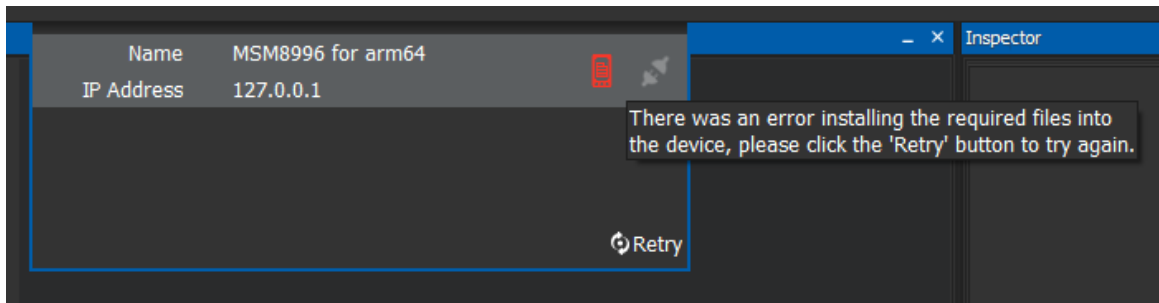 Inspector
Name MSM8996 for arm64
IP Address 127.0.0.1
There was an error installing the required files into
the device, please click the 'Retry' button to try again.
Retry